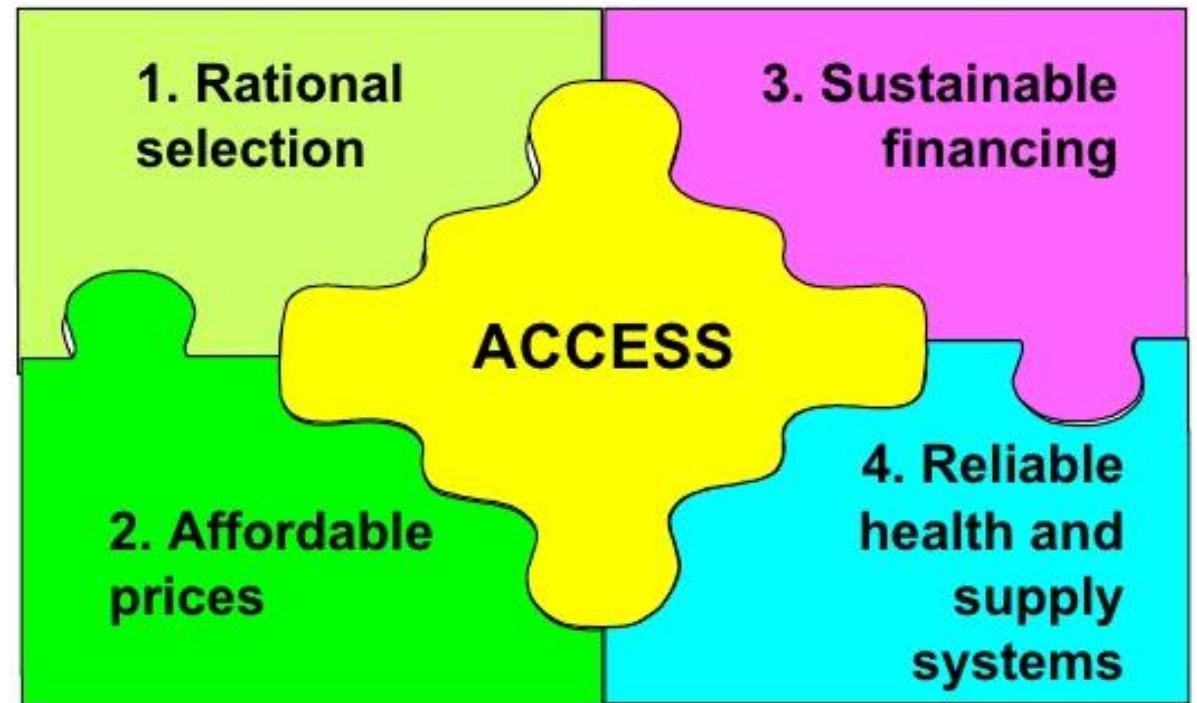 1. Rational
selection
3. Sustainable
financing
ACCESS
2. Affordable
prices
4. Reliable
health and
supply
systems